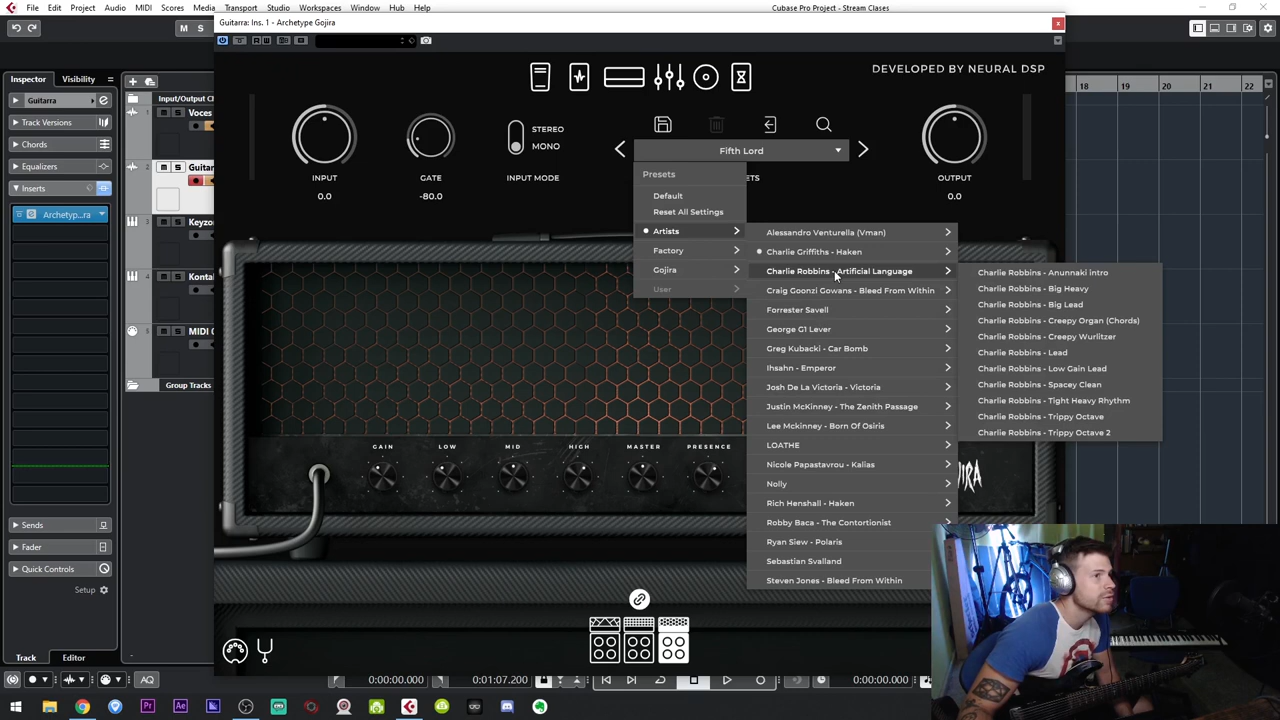 File Edit Project Audio MIDI Scores Media Transport Studio Workspaces Window Hub Help
Cubase Pro Project - Stream Clases
Guitarra: Ins. 1 - Archetype Gojira
M S
R W
DEVELOPED BY NEURAL DSP
Inspector Visibility
Guitarra
Track Versions
Chords
Equalizers
Inserts
Archetyp...ra
Sends
Fader
Quick Controls
Setup
Track Editor
Input/Output C
1 Voces
2 Guitar
3 Keyzo
4 Kontal
5 MIDI
Group Tracks
18 19 20 21 22
INPUT
0.0
GATE
-80.0
STEREO
MONO
INPUT MODE
Fifth Lord
ETS
OUTPUT
0.0
Presets
Default
Reset All Settings
Artists
Factory
Gojira
User
Alessandro Venturella (Vman)
Charlie Griffiths - Haken
Charlie Robbins - Artificial Language
Craig Goonzi Gowans - Bleed From Within
Forrester Savell
George G1 Lever
Greg Kubacki - Car Bomb
Ihsahn - Emperor
Josh De La Victoria - Victoria
Justin McKinney - The Zenith Passage
Lee Mckinney - Born Of Osiris
LOATHE
Nicole Papastavrou - Kalias
Nolly
Rich Henshall - Haken
Robby Baca - The Contortionist
Ryan Siew - Polaris
Sebastian Svalland
Steven Jones - Bleed From Within
Charlie Robbins - Anunnaki intro
Charlie Robbins - Big Heavy
Charlie Robbins - Big Lead
Charlie Robbins - Creepy Organ (Chords)
Charlie Robbins - Creepy Wurlitzer
Charlie Robbins - Lead
Charlie Robbins - Low Gain Lead
Charlie Robbins - Spacey Clean
Charlie Robbins - Tight Heavy Rhythm
Charlie Robbins - Trippy Octave
Charlie Robbins - Trippy Octave 2
GAIN LOW MID HIGH MASTER PRESENCE
JIRA
AQ
0:00:00.000
0:01:07.200
0:00:00.000
Pr Ae